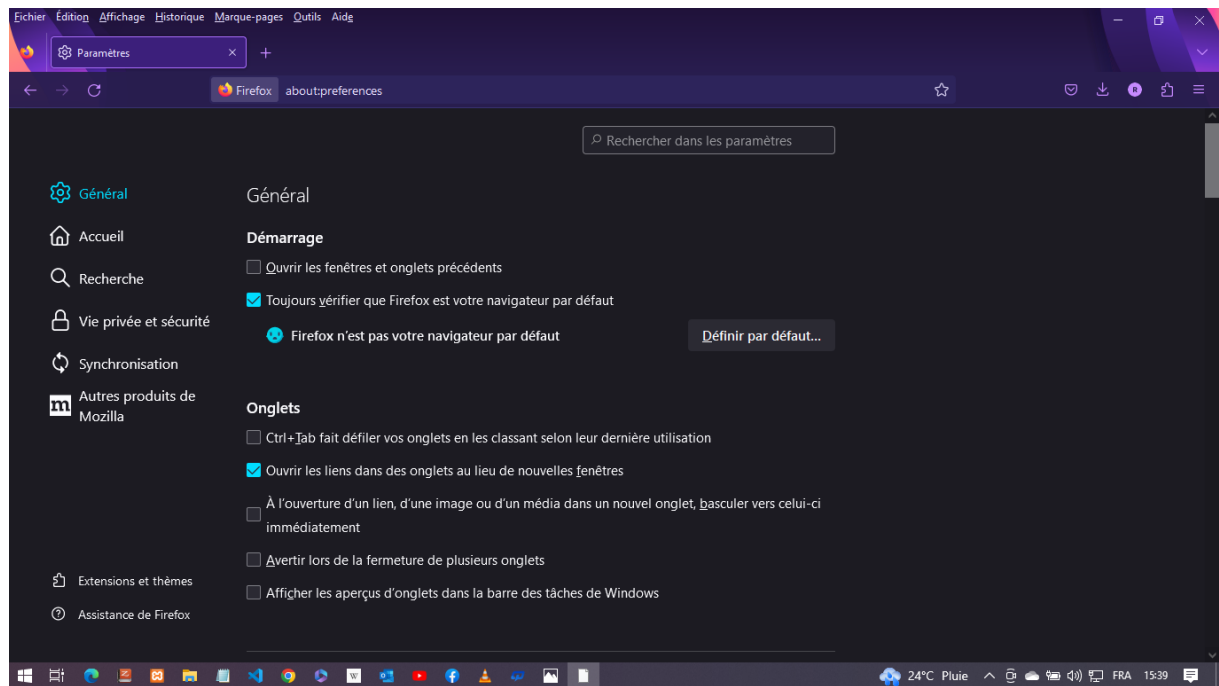 Fichier Édition Affichage Historique Marque-pages Outils Aide
Paramètres
Firefox about:preferences
R
Rechercher dans les paramètres
Général
Accueil
Recherche
Vie privée et sécurité
Synchronisation
m Autres produits de
Mozilla
Extensions et thèmes
Assistance de Firefox
Général
Démarrage
Ouvrir les fenêtres et onglets précédents
Toujours vérifier que Firefox est votre navigateur par défaut
Firefox n’est pas votre navigateur par défaut
Définir par défaut...
Onglets
Ctrl+Tab fait défiler vos onglets en les classant selon leur dernière utilisation
Ouvrir les liens dans des onglets au lieu de nouvelles fenêtres
À l’ouverture d’un lien, d’une image ou d’un média dans un nouvel onglet, basculer vers celui-ci
immédiatement
Avertir lors de la fermeture de plusieurs onglets
Afficher les aperçus d’onglets dans la barre des tâches de Windows
W 24°C Pluie FRA 15:39